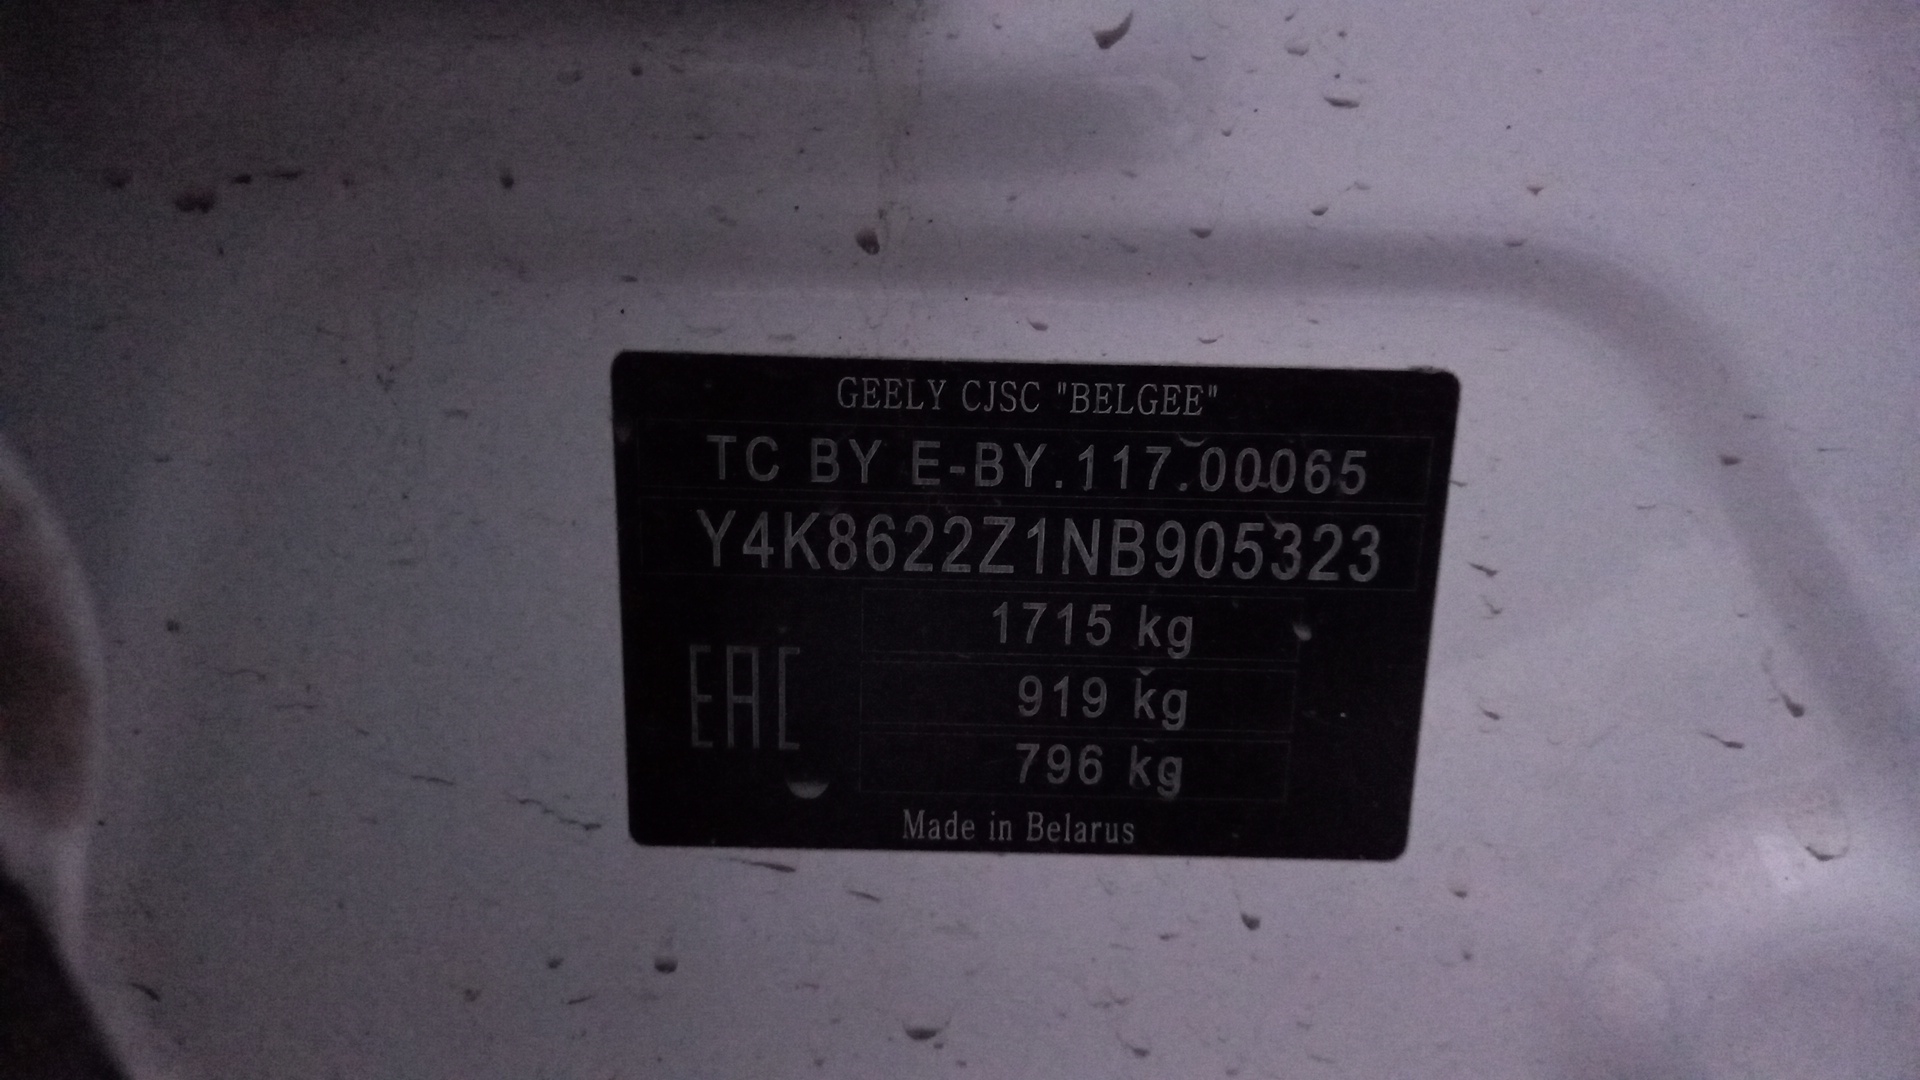 GEELY CJSC "BELGEE"
TC BY E-BY.117.00065
Y4K8622Z1NB905323
1715 kg
EAC
919 kg
796 kg
Made in Belarus